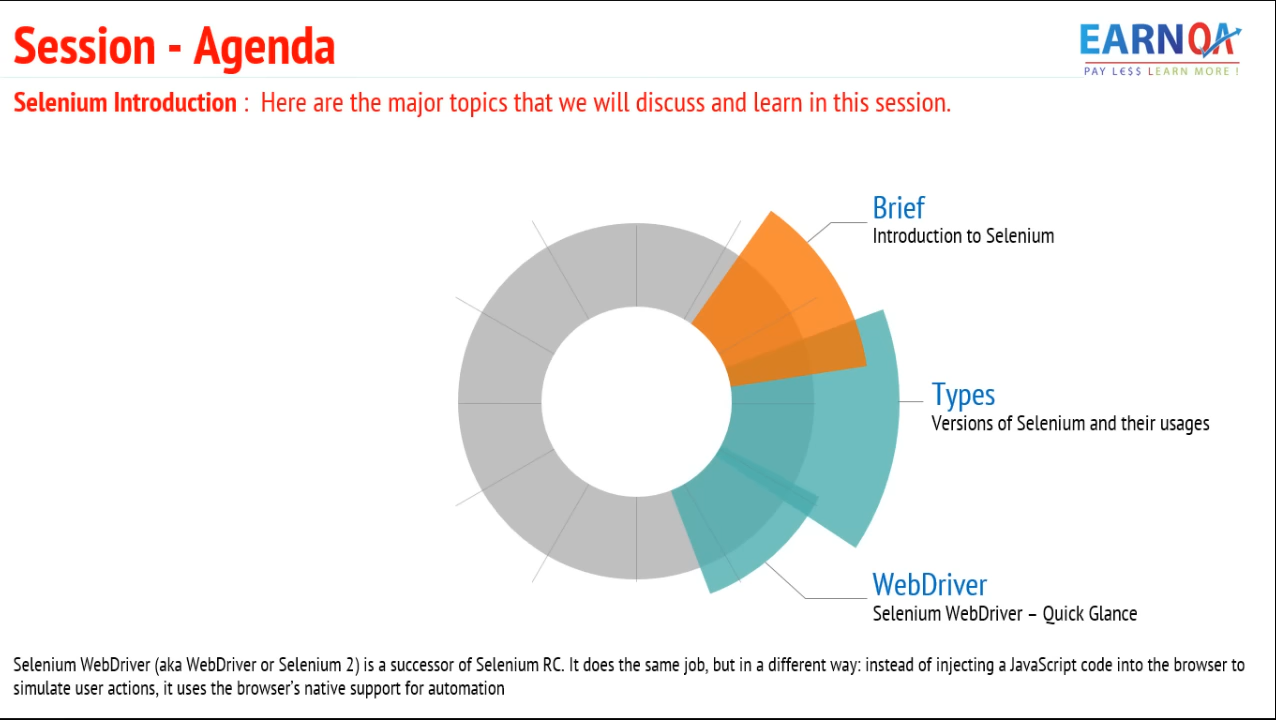 Session - Agenda
EARNQA
PAY L€$$ LEARN MORE !
Selenium Introduction : Here are the major topics that we will discuss and learn in this session.
Brief
Introduction to Selenium
Types
Versions of Selenium and their usages
WebDriver
Selenium WebDriver – Quick Glance
Selenium WebDriver (aka WebDriver or Selenium 2) is a successor of Selenium RC. It does the same job, but in a different way: instead of injecting a JavaScript code into the browser to
simulate user actions, it uses the browser's native support for automation